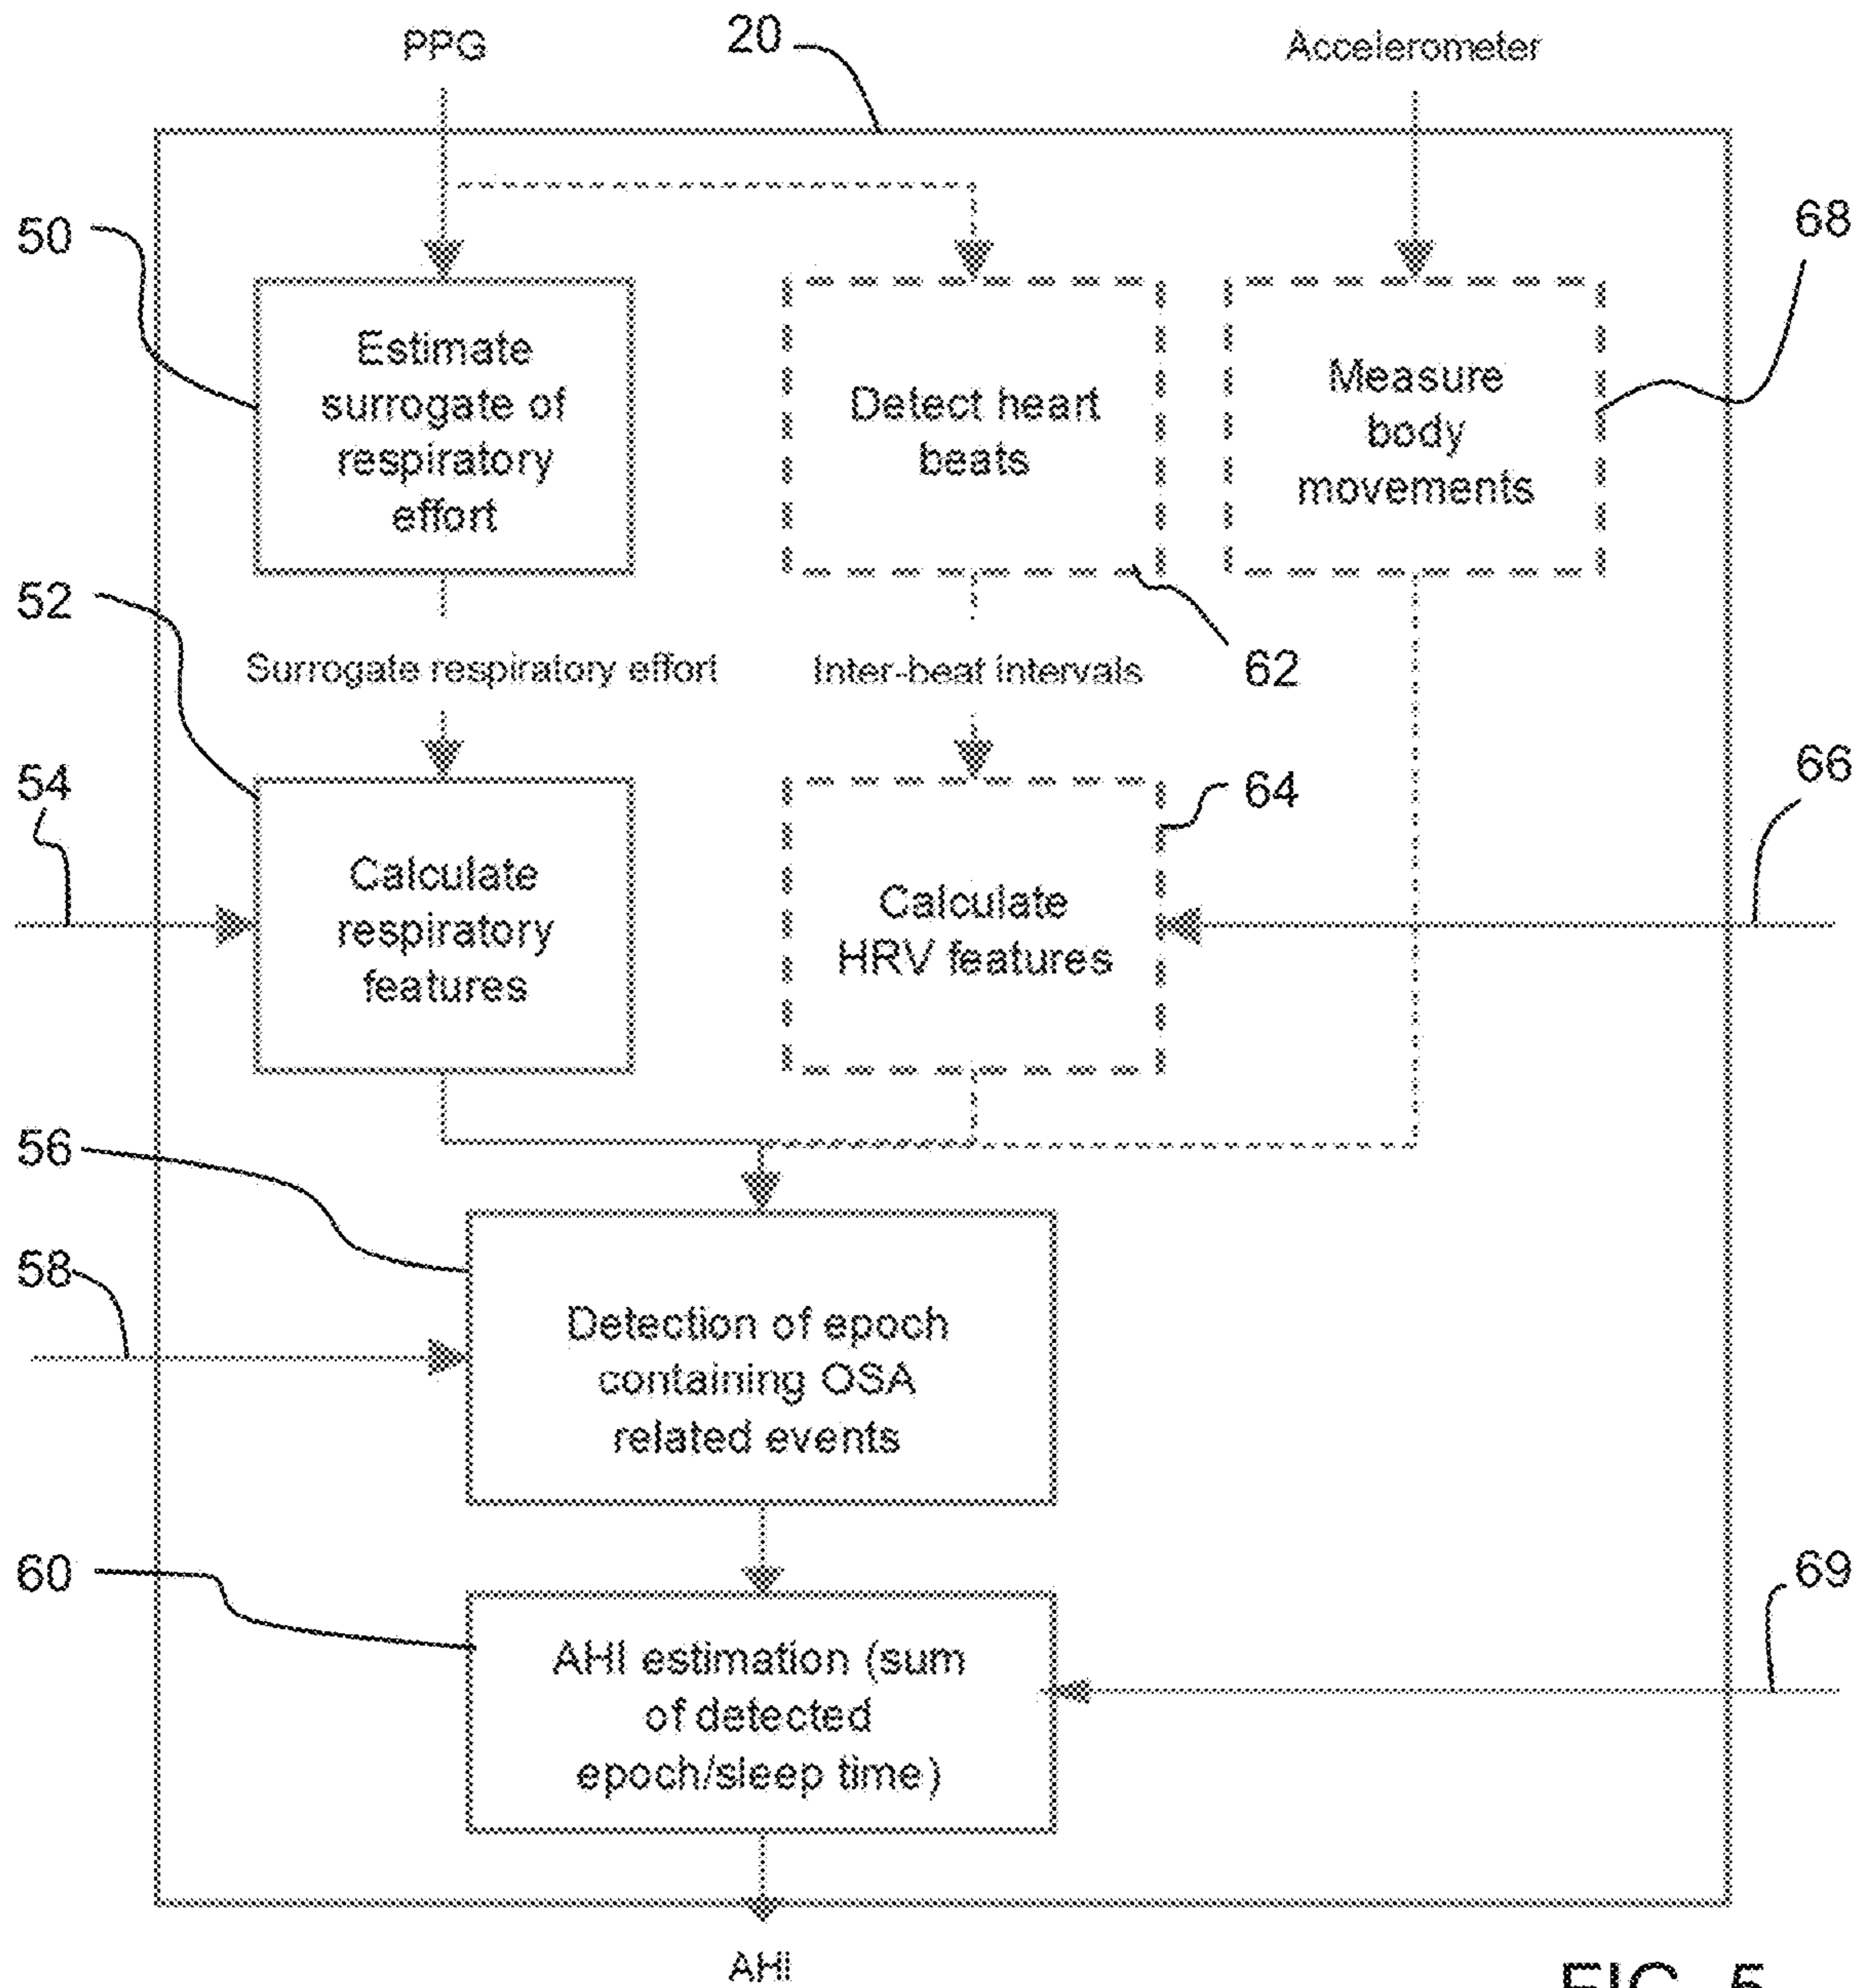 PPG
20
Accelerometer
50
68
Estimate
surrogate of
respiratory
effort
Detect heart
beats
Measure
body
movements
52
62
Surrogate respiratory effort
Inter-beat intervals
54
64
66
Calculate
respiratory
features
Calculate
HRV features
56
58
Detection of epoch
containing OSA
related events
60
69
AHI estimation (sum
of detected
epoch/sleep time)
AHI
FIG. 5